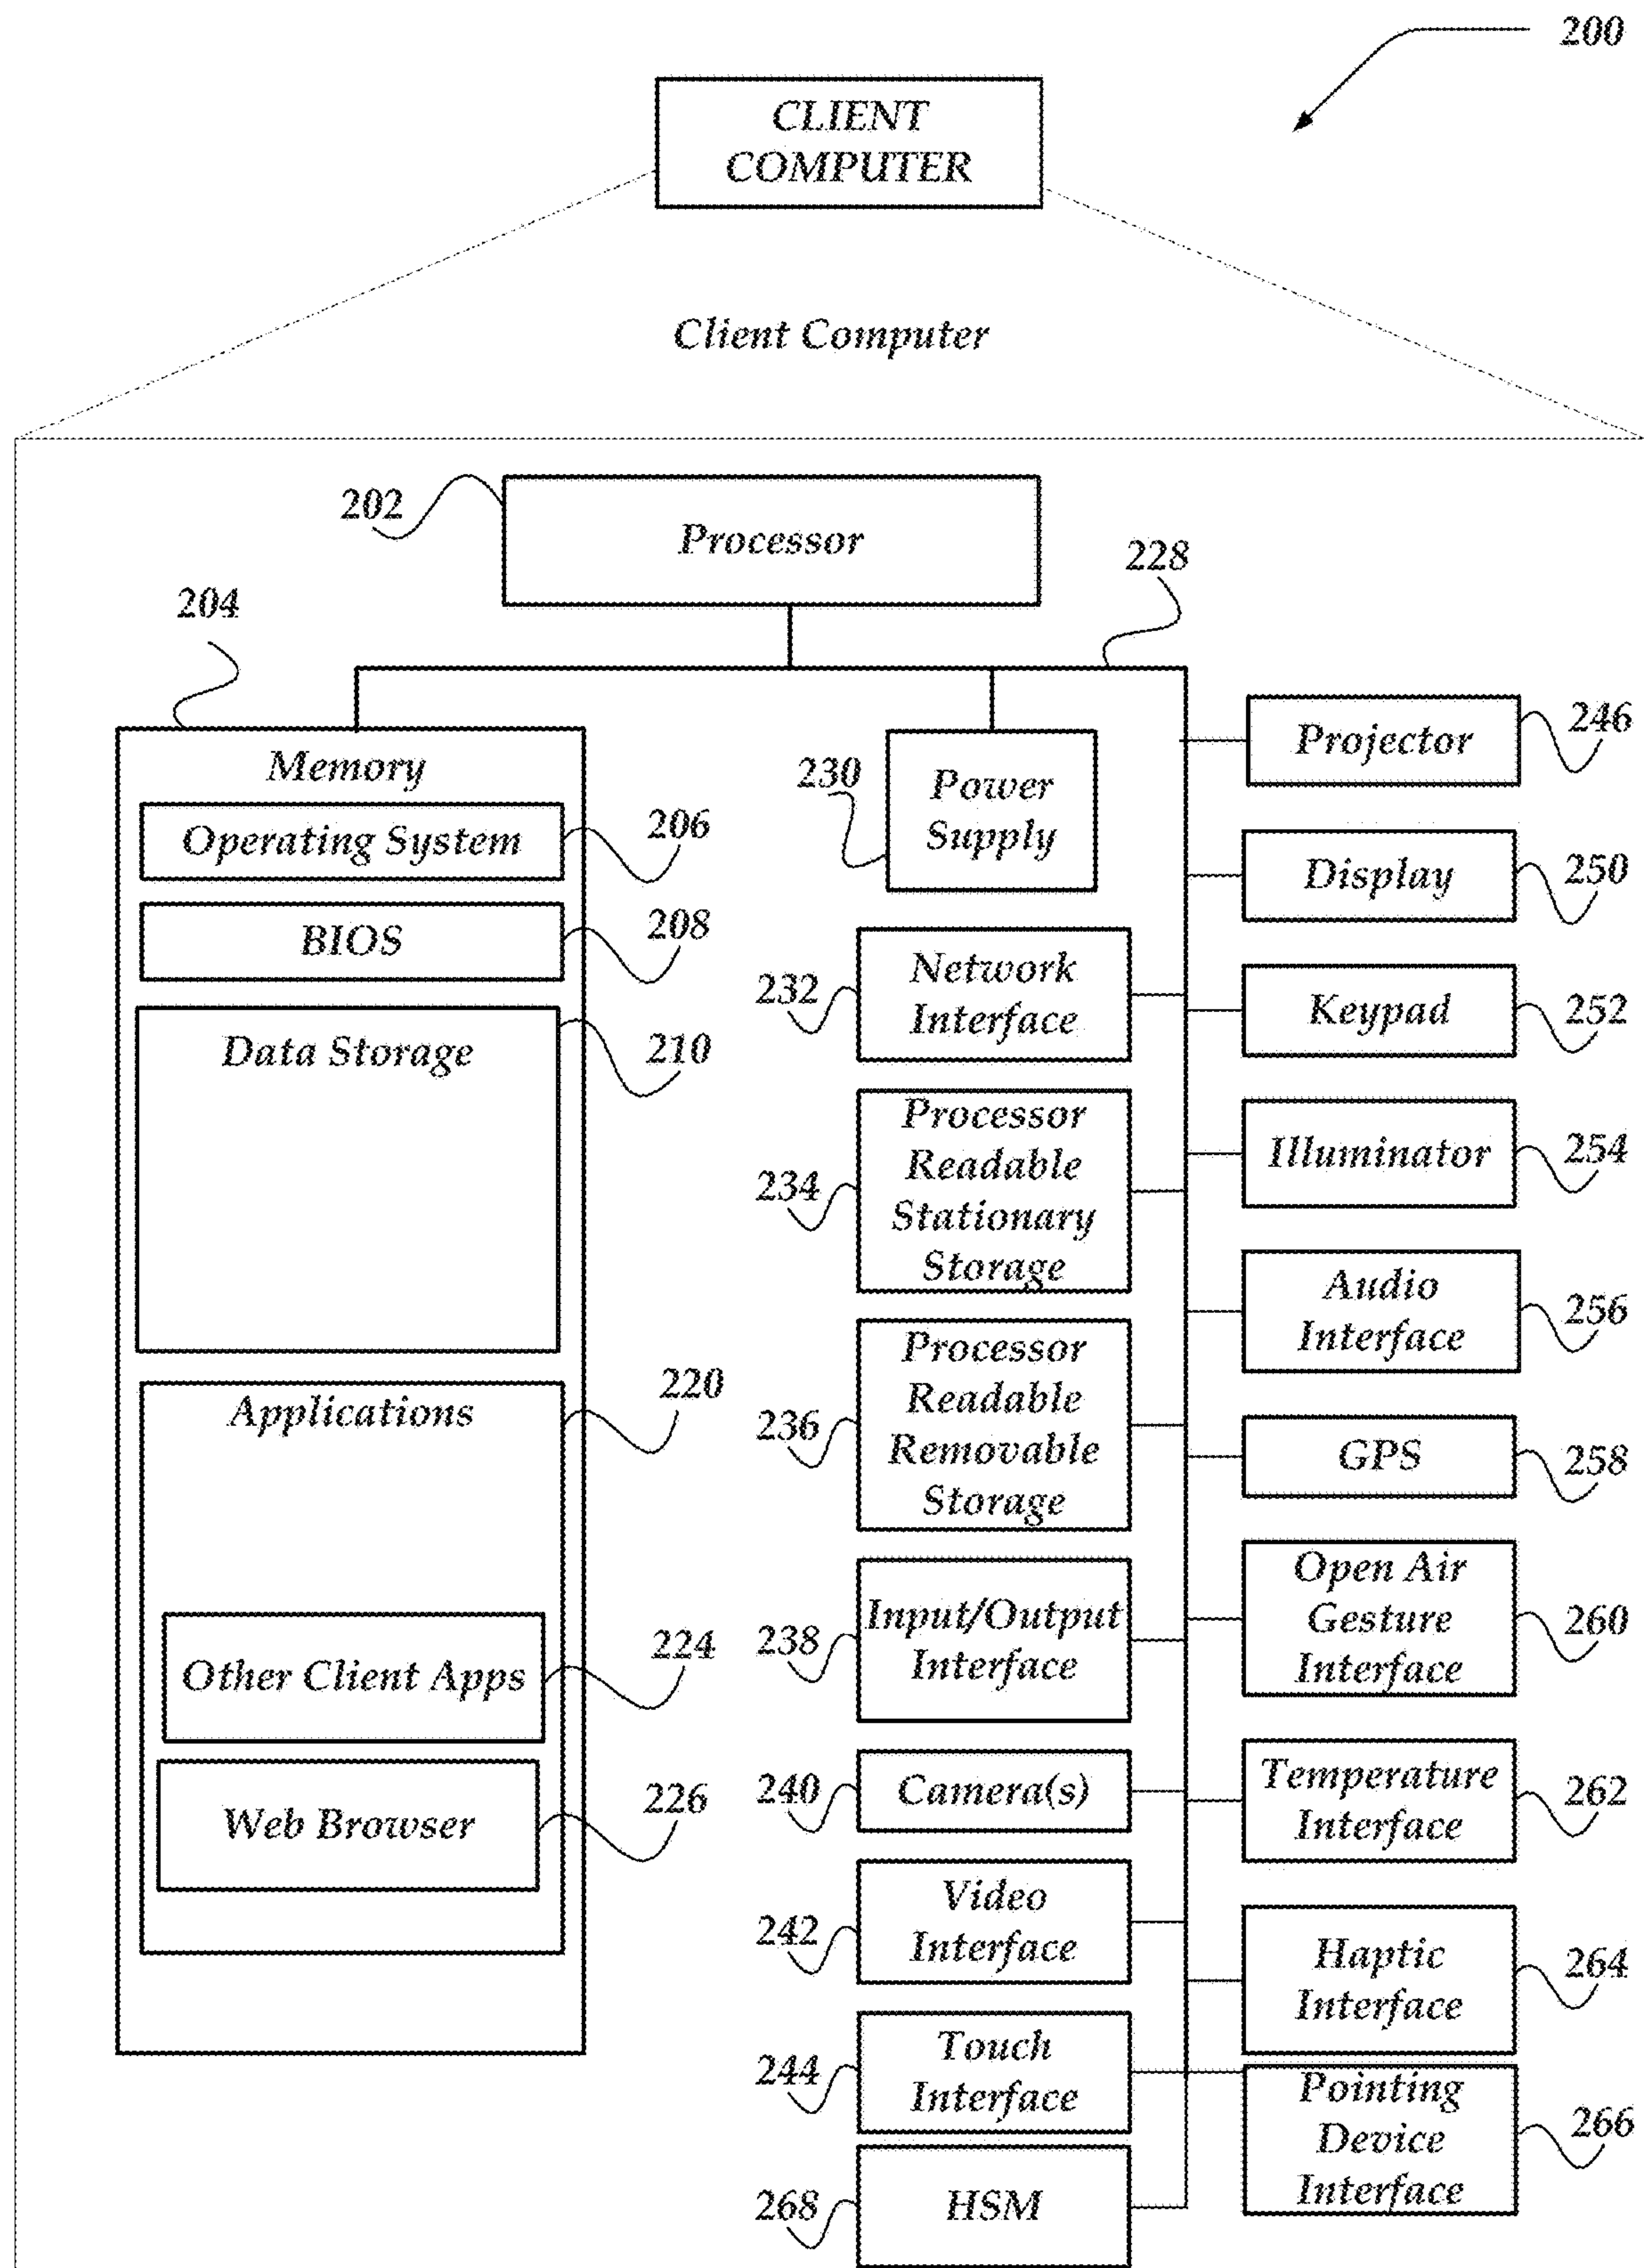 200
CLIENT
COMPUTER
Client Computer
202
Processor
228
204
Memory
Operating System
206
BIOS
208
Data Storage
210
Applications
220
Other Client Apps
224
Web Browser
226
230
Power
Supply
232
Network
Interface
234
Processor
Readable
Stationary
Storage
236
Processor
Readable
Removable
Storage
238
Input/Output
Interface
240
Camera(s)
242
Video
Interface
244
Touch
Interface
268
HSM
Projector
246
Display
250
Keypad
252
Illuminator
254
Audio
Interface
256
GPS
258
Open Air
Gesture
Interface
260
Temperature
Interface
262
Haptic
Interface
264
Pointing
Device
Interface
266